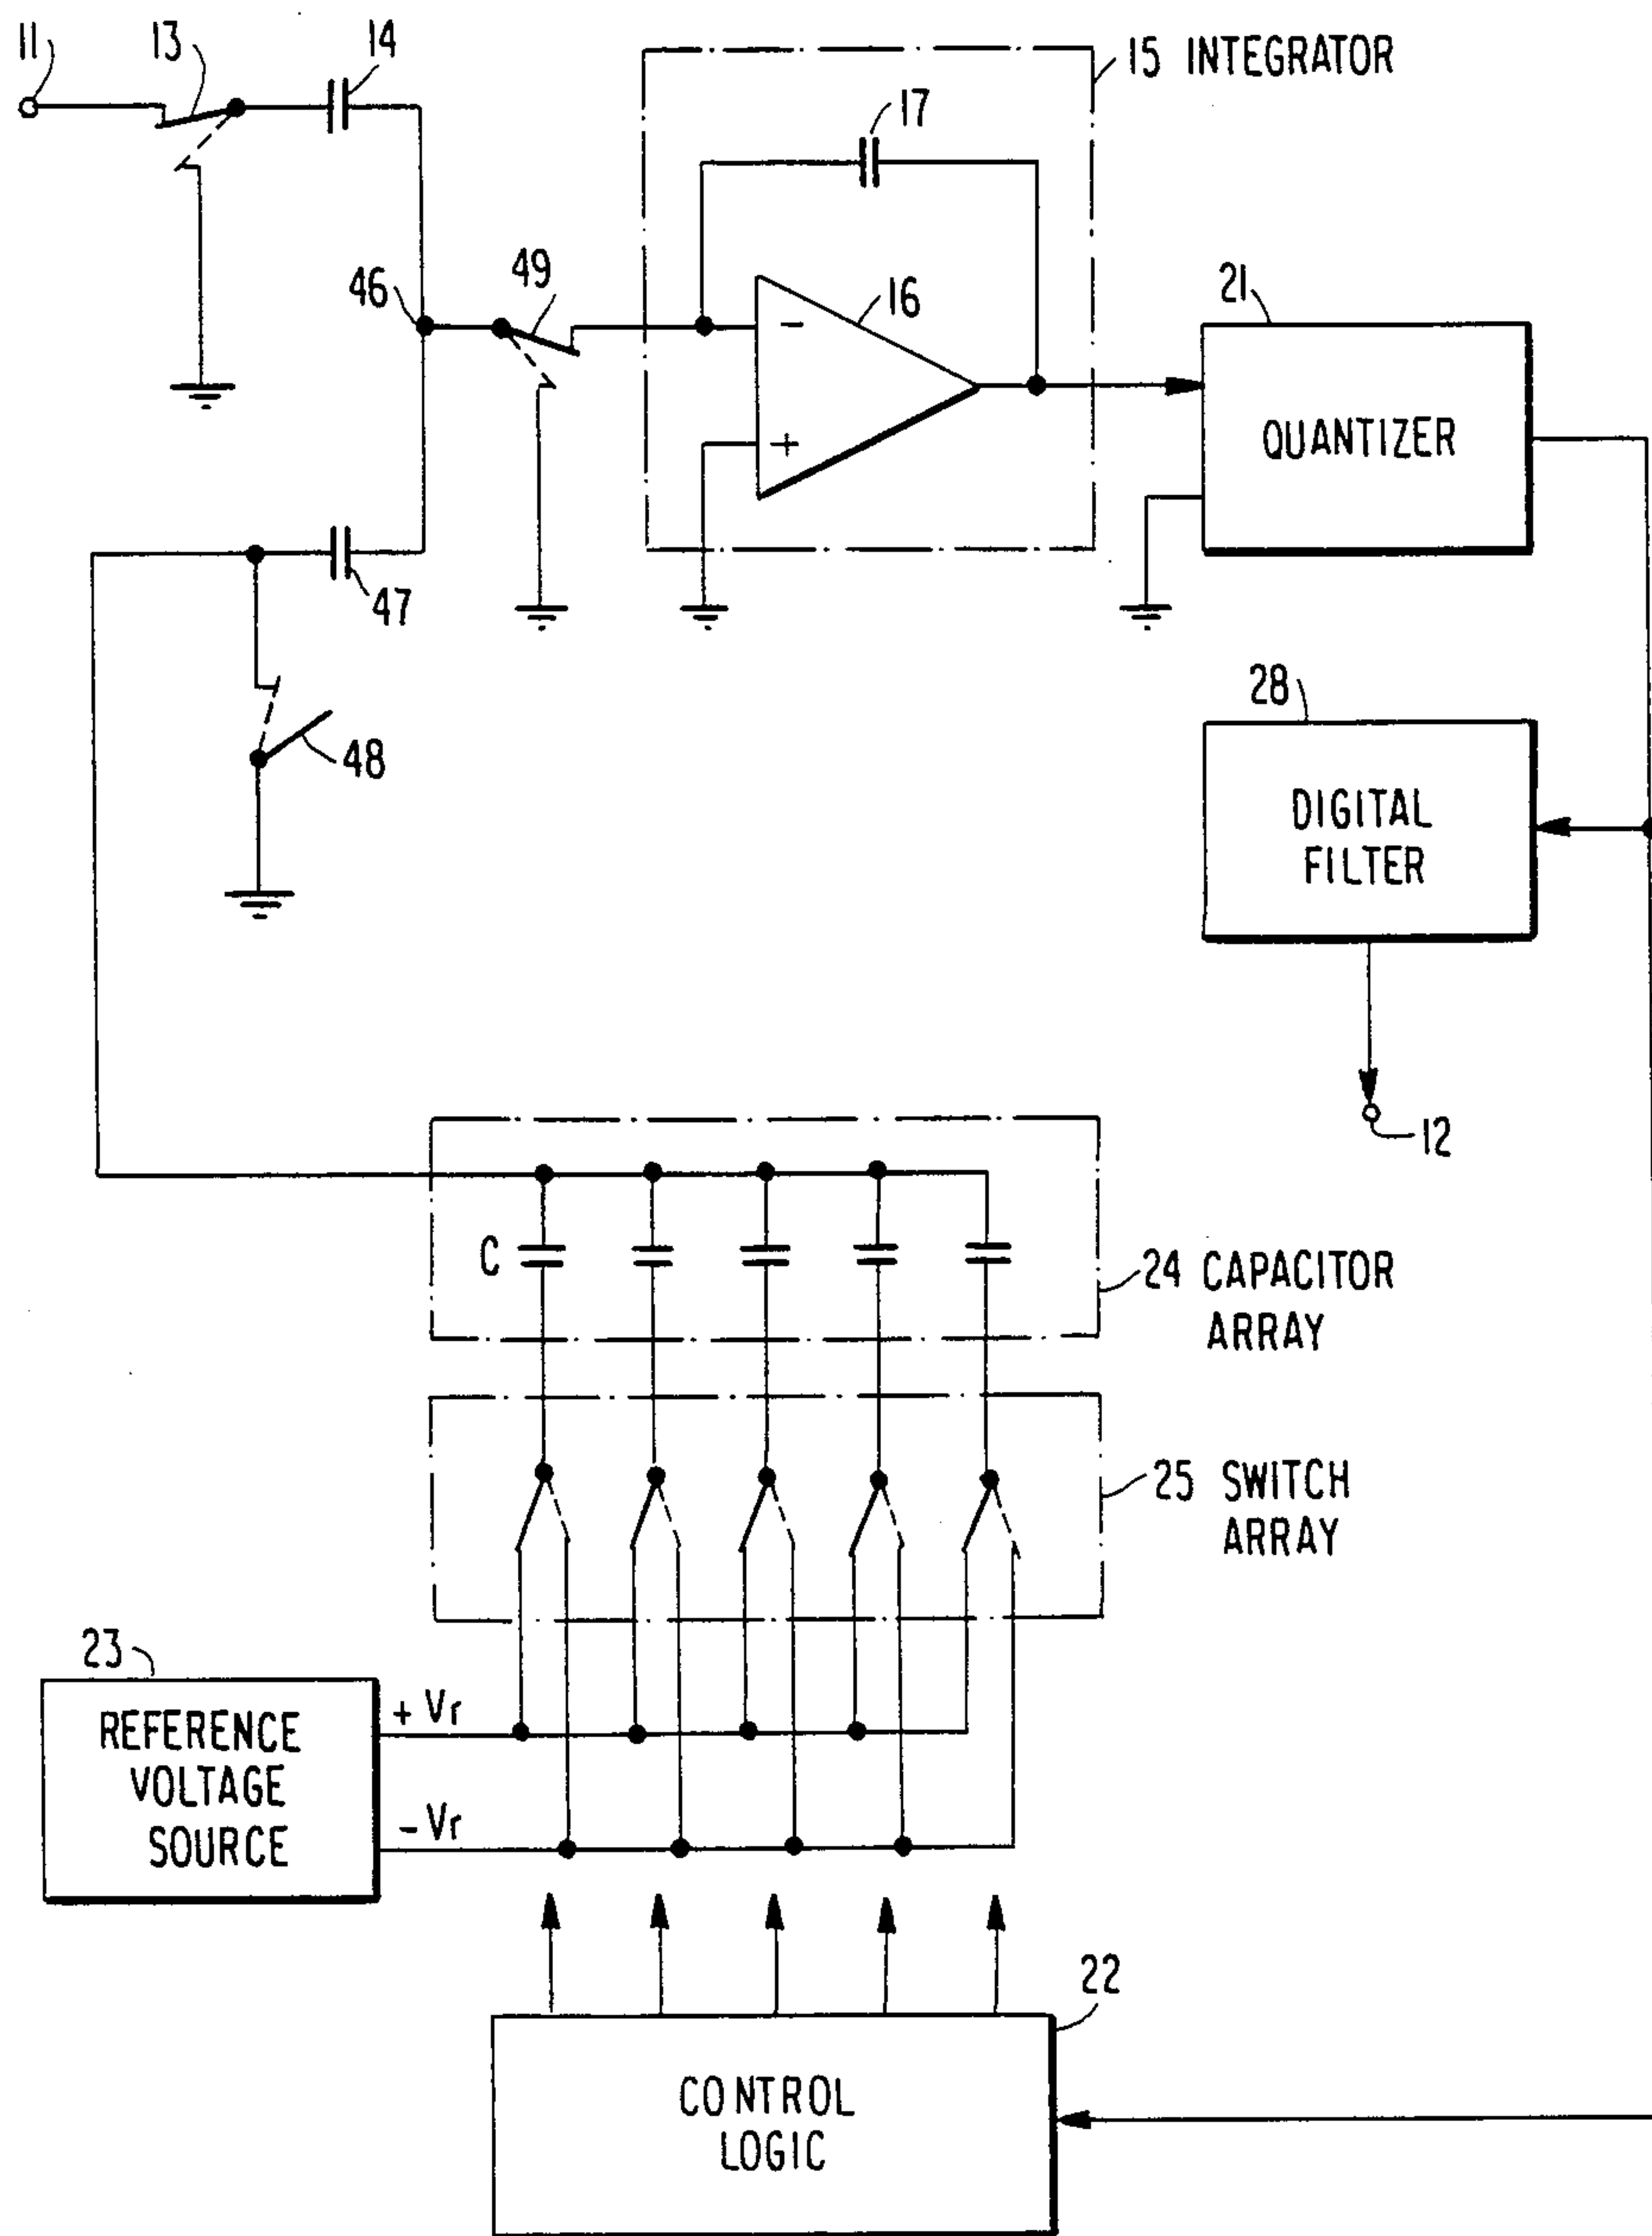 11
13
14
15 INTEGRATOR
17
46
49
16
−
+
21
QUANTIZER
47
48
28
DIGITAL
FILTER
12
C
24 CAPACITOR
ARRAY
25 SWITCH
ARRAY
23
REFERENCE
VOLTAGE
SOURCE
+ Vr
− Vr
22
CONTROL
LOGIC